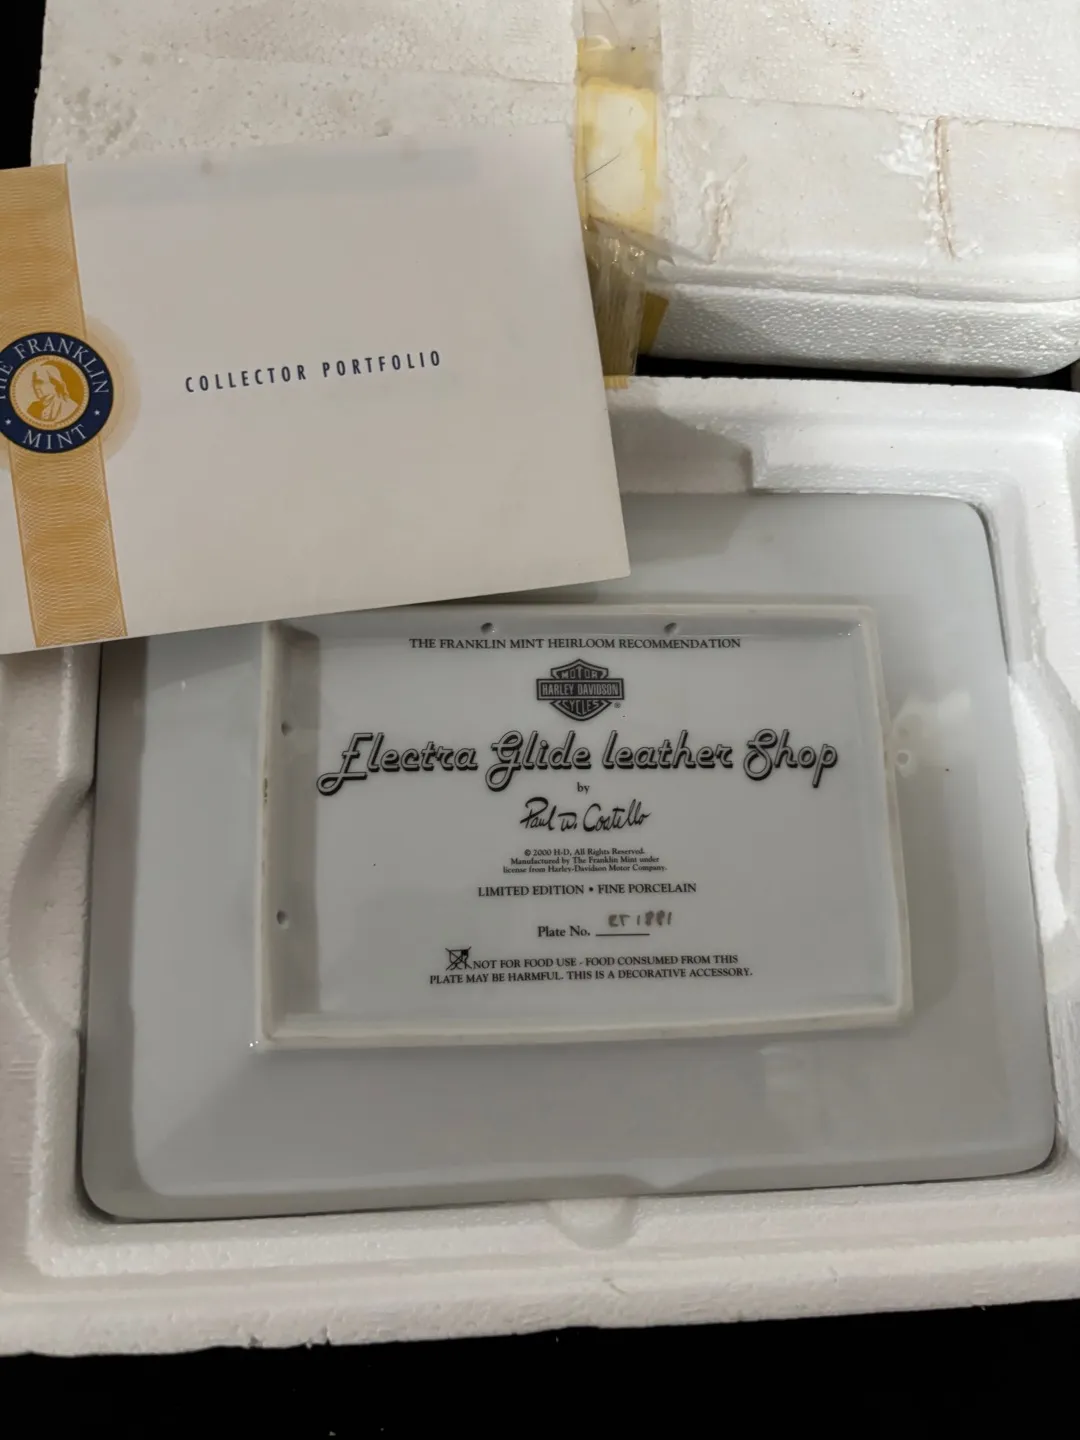 THE FRANKLIN
MINT
COLLECTOR PORTFOLIO
THE FRANKLIN MINT HEIRLOOM RECOMMENDATION
MOTOR
HARLEY DAVIDSON
CYCLES
®
Electra Glide leather Shop
by
Paul W. Costello
© 2000 H-D, All Rights Reserved.
Manufactured by The Franklin Mint under
license from Harley-Davidson Motor Company.
LIMITED EDITION • FINE PORCELAIN
Plate No. 1881
NOT FOR FOOD USE - FOOD CONSUMED FROM THIS
PLATE MAY BE HARMFUL. THIS IS A DECORATIVE ACCESSORY.